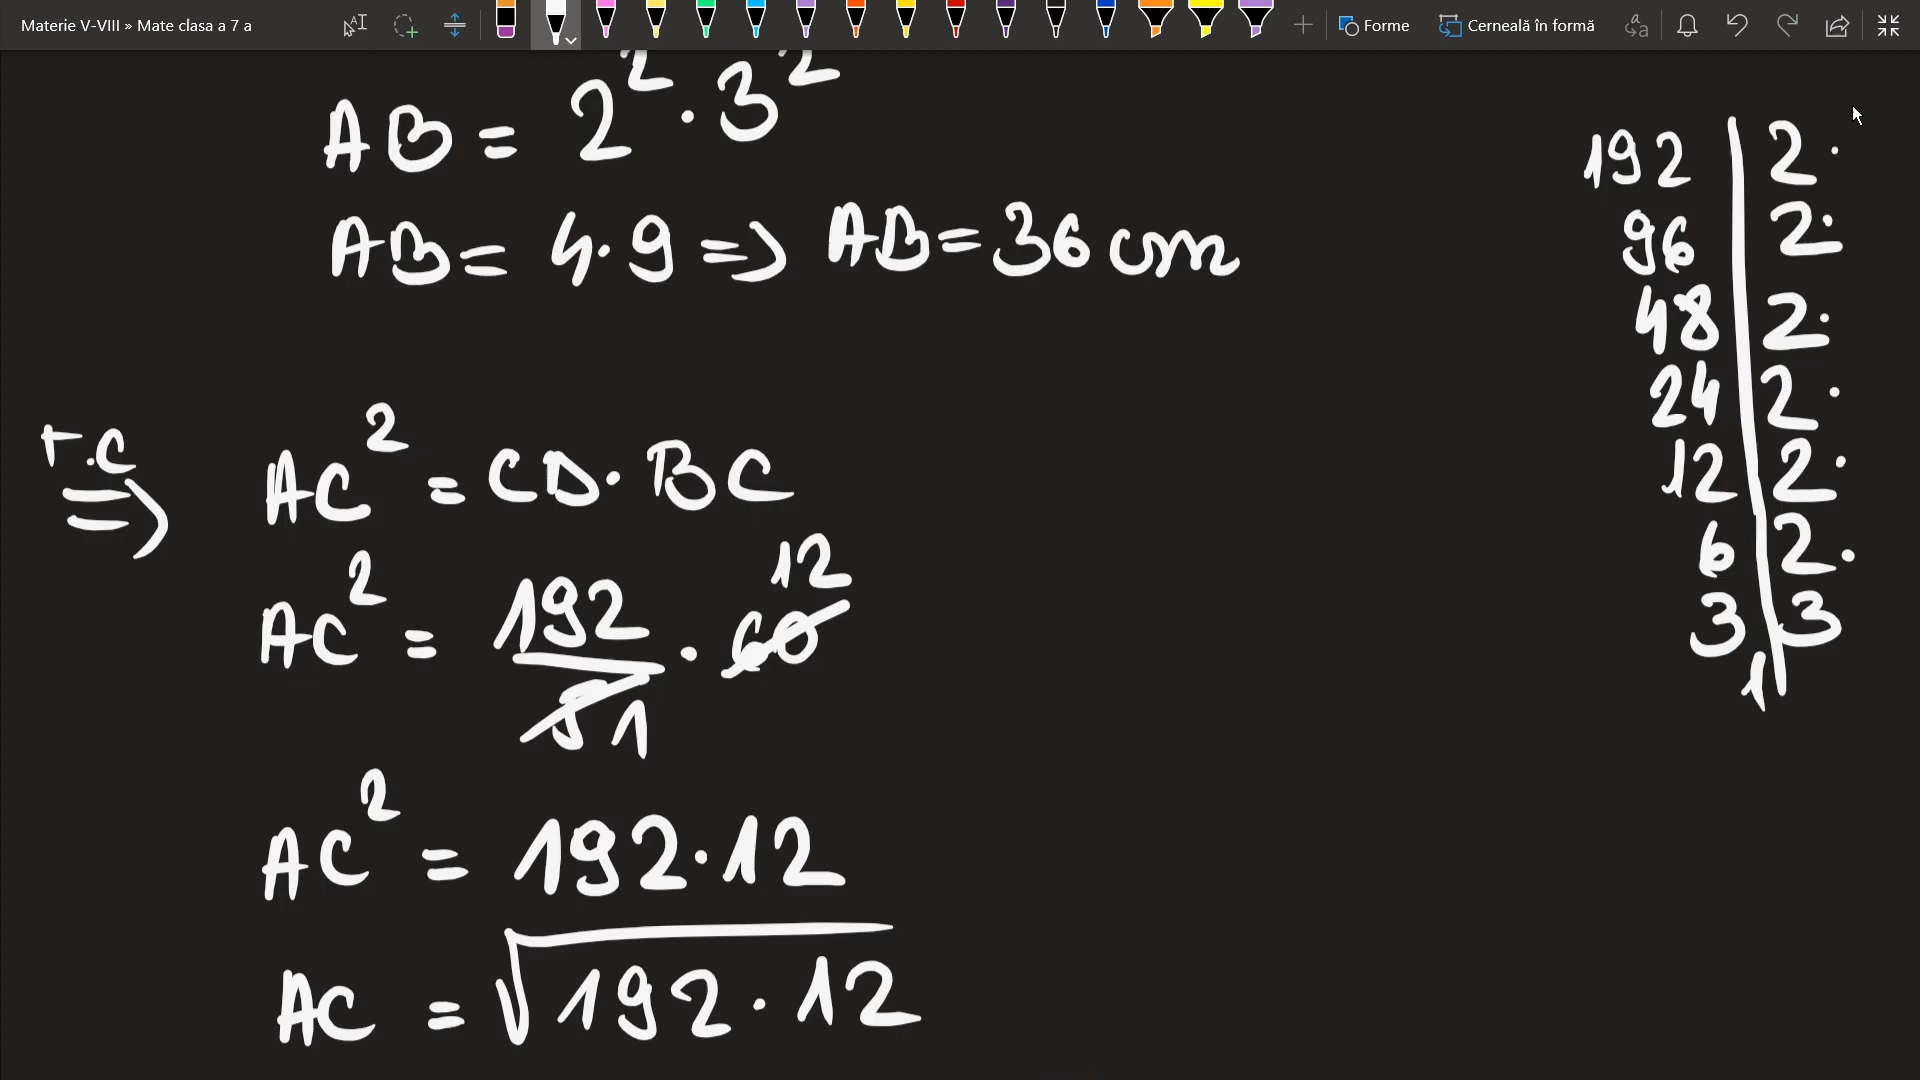 Materie V-VIII » Mate clasa a 7 a
Forme
Cerneală în formă
AB = 2² · 3²
AB = 4 · 9 => AB = 36 cm
T.C => AC² = CD · BC
AC² = 192/5 1 · 60 12
AC² = 192 · 12
AC = √192 · 12
192 | 2 ·
96 | 2 ·
48 | 2 ·
24 | 2 ·
12 | 2 ·
6 | 2 ·
3 | 3
1 |